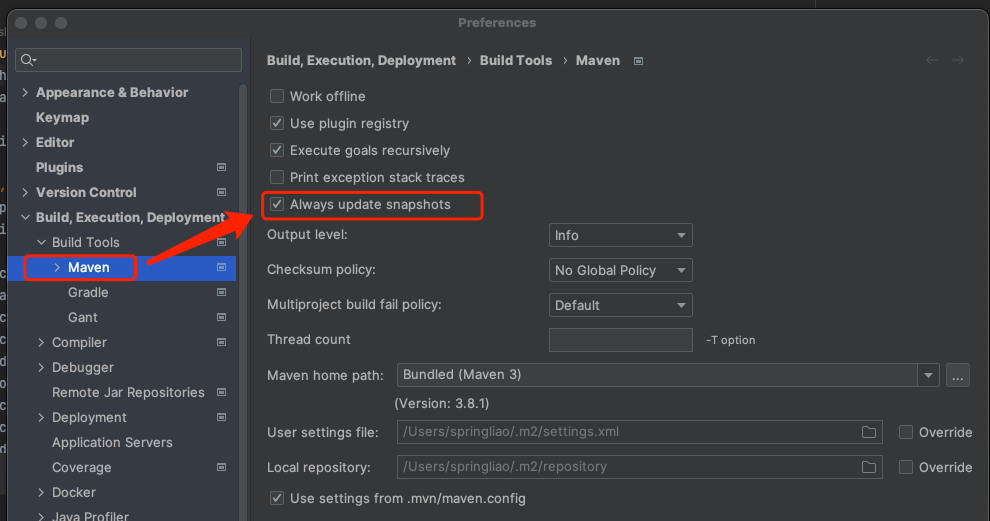 Preferences
Appearance & Behavior
Keymap
Editor
Plugins
Version Control
Build, Execution, Deployment
Build Tools
Maven
Gradle
Gant
Compiler
Debugger
Remote Jar Repositories
Deployment
Application Servers
Coverage
Docker
Java Profiler
Build, Execution, Deployment › Build Tools › Maven
Work offline
Use plugin registry
Execute goals recursively
Print exception stack traces
Always update snapshots
Output level: Info
Checksum policy: No Global Policy
Multiproject build fail policy: Default
Thread count -T option
Maven home path: Bundled (Maven 3) ...
(Version: 3.8.1)
User settings file: /Users/springliao/.m2/settings.xml Override
Local repository: /Users/springliao/.m2/repository Override
Use settings from .mvn/maven.config